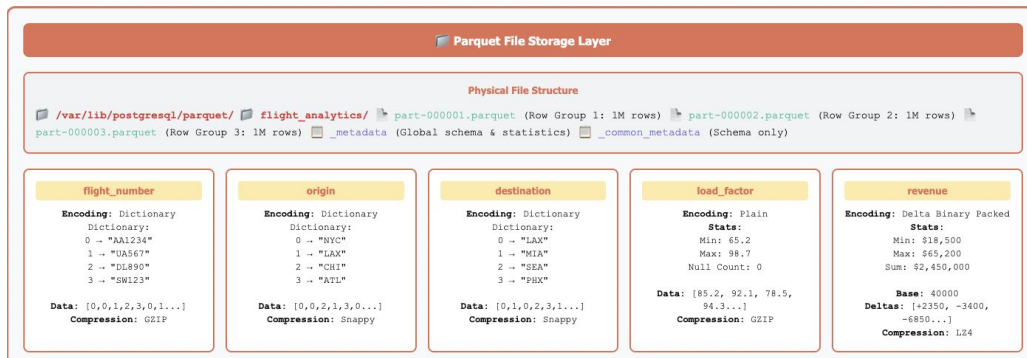 Parquet File Storage Layer
Physical File Structure
/var/lib/postgresql/parquet/ flight_analytics/ part-000001.parquet (Row Group 1: 1M rows) part-000002.parquet (Row Group 2: 1M rows)
part-000003.parquet (Row Group 3: 1M rows) _metadata (Global schema & statistics) _common_metadata (Schema only)
flight_number
Encoding: Dictionary
Dictionary:
0 → "AA1234"
1 → "UA567"
2 → "DL890"
3 → "SW123"
Data: [0,0,1,2,3,0,1...]
Compression: GZIP
origin
Encoding: Dictionary
Dictionary:
0 → "NYC"
1 → "LAX"
2 → "CHI"
3 → "ATL"
Data: [0,0,2,1,3,0...]
Compression: Snappy
destination
Encoding: Dictionary
Dictionary:
0 → "LAX"
1 → "MIA"
2 → "SEA"
3 → "PHX"
Data: [0,1,0,2,3,1...]
Compression: Snappy
load_factor
Encoding: Plain
Stats:
Min: 65.2
Max: 98.7
Null Count: 0
Data: [85.2, 92.1, 78.5,
94.3...]
Compression: GZIP
revenue
Encoding: Delta Binary Packed
Stats:
Min: $18,500
Max: $65,200
Sum: $2,450,000
Base: 40000
Deltas: [+2350, -3400,
-6850...]
Compression: LZ4